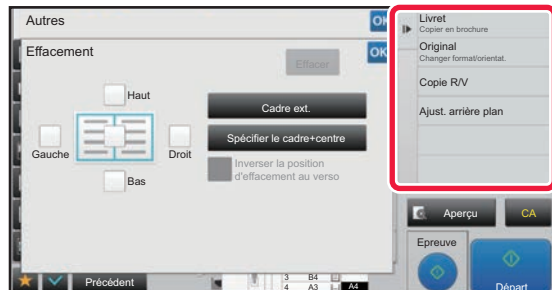 Autres
OK
Effacement
OK
Effacer
Haut
Gauche
Droit
Bas
Cadre ext.
Spécifier le cadre+centre
Inverser la position
d'effacement au verso
Livret
Copier en brochure
Original
Changer format/orientat.
Copie R/V
Ajust. arrière plan
Aperçu
CA
Epreuve
Départ
Précédent
3 B4
4 A3 A4